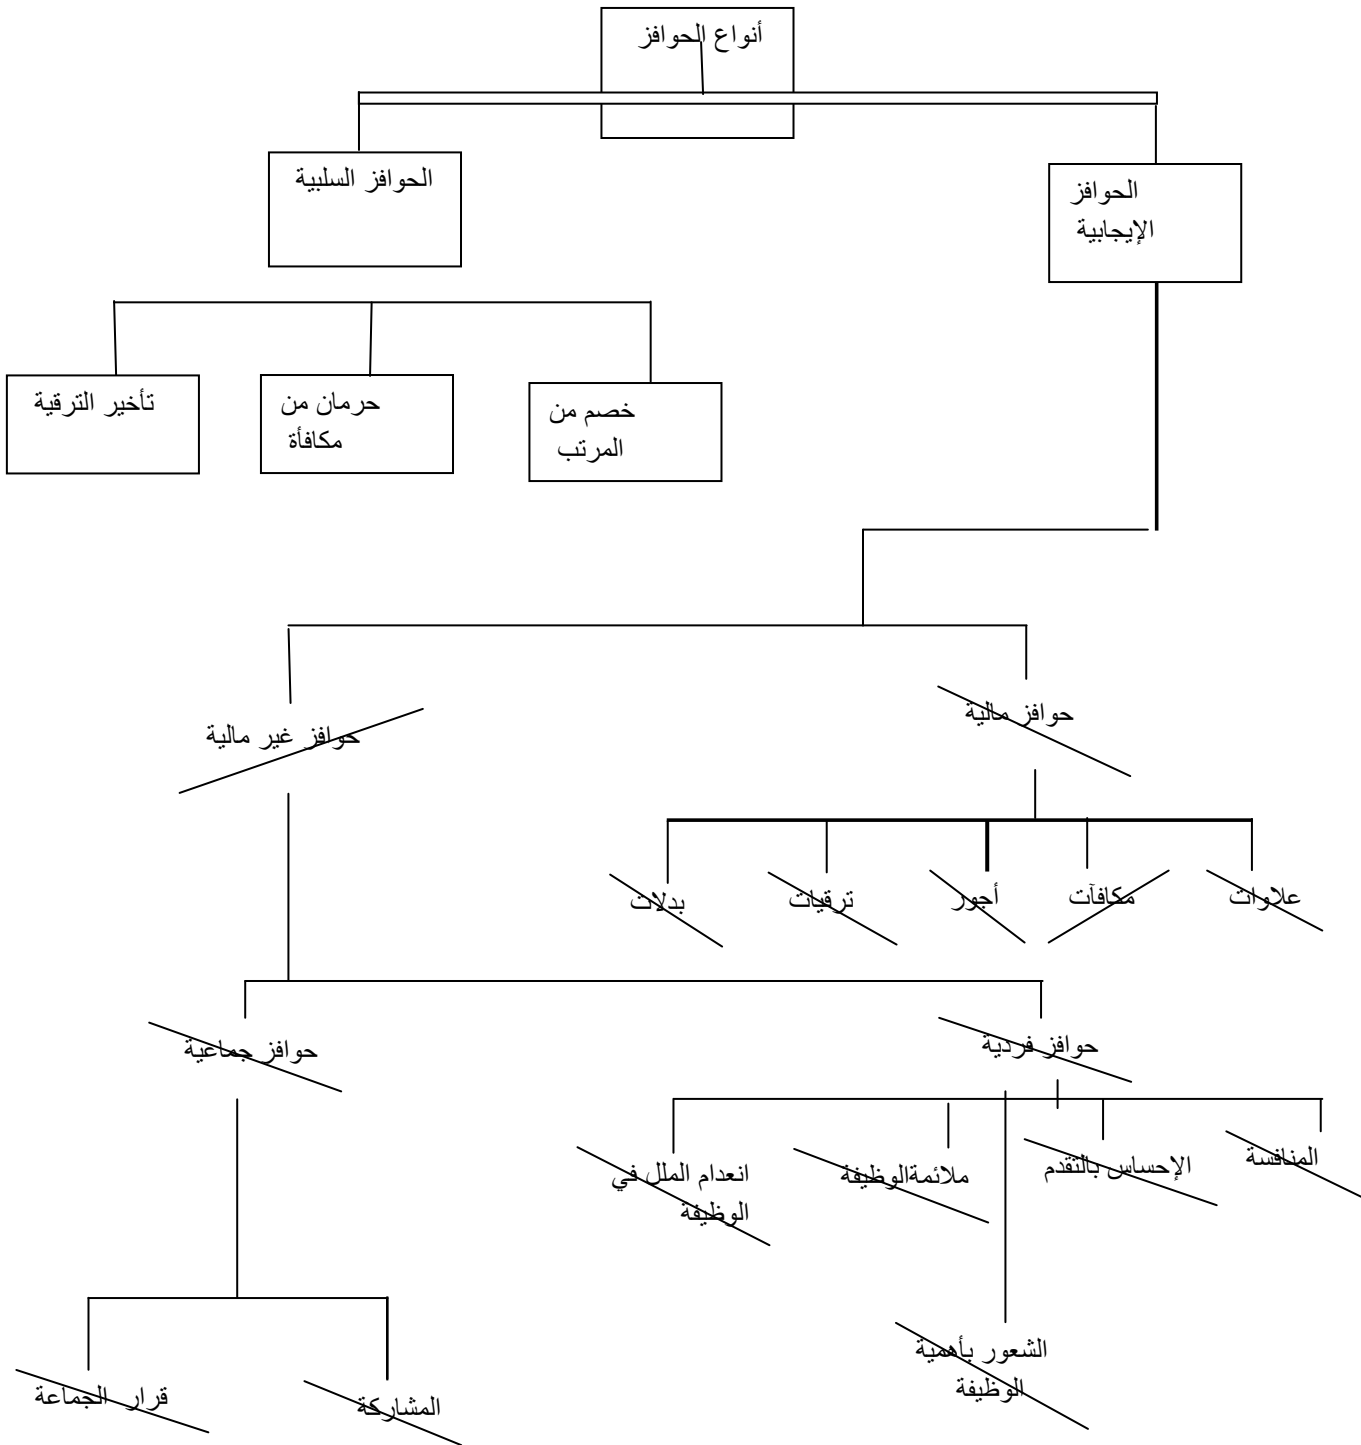 أنواع الحوافز
الحوافز
الإيجابية
الحوافز السلبية
خصم من
المرتب
حرمان من
مكافأة
تأخير الترقية
حوافز مالية
حوافز غير مالية
علاوات
مكافآت
أجور
ترقيات
بدلات
حوافز فردية
حوافز جماعية
المنافسة
الإحساس بالتقدم
ملائمةالوظيفة
انعدام الملل في
الوظيفة
الشعور بأهمية
الوظيفة
المشاركة
قرار الجماعة